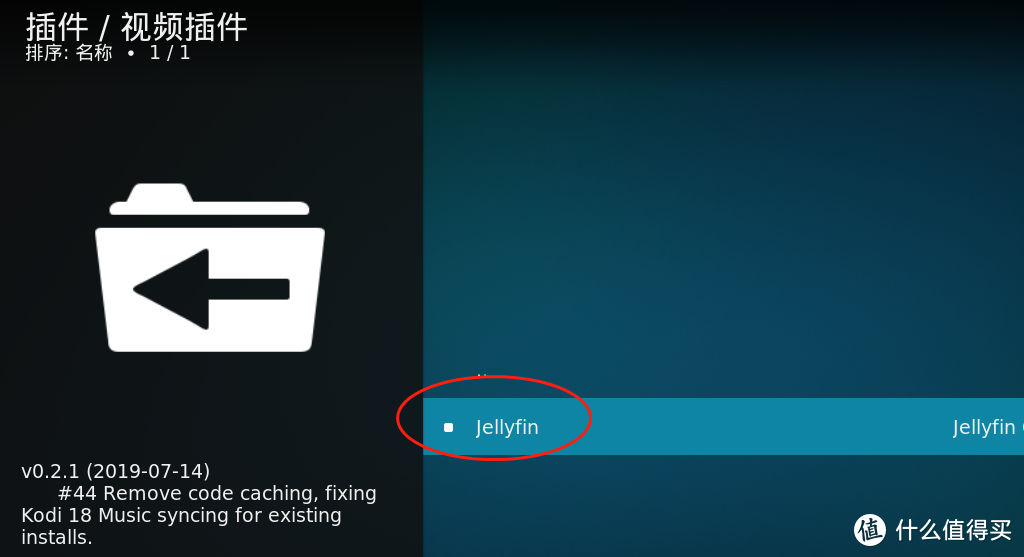 插件 / 视频插件
排序: 名称 • 1 / 1
Jellyfin
Jellyfin
v0.2.1 (2019-07-14)
#44 Remove code caching, fixing
Kodi 18 Music syncing for existing
installs.
值 什么值得买